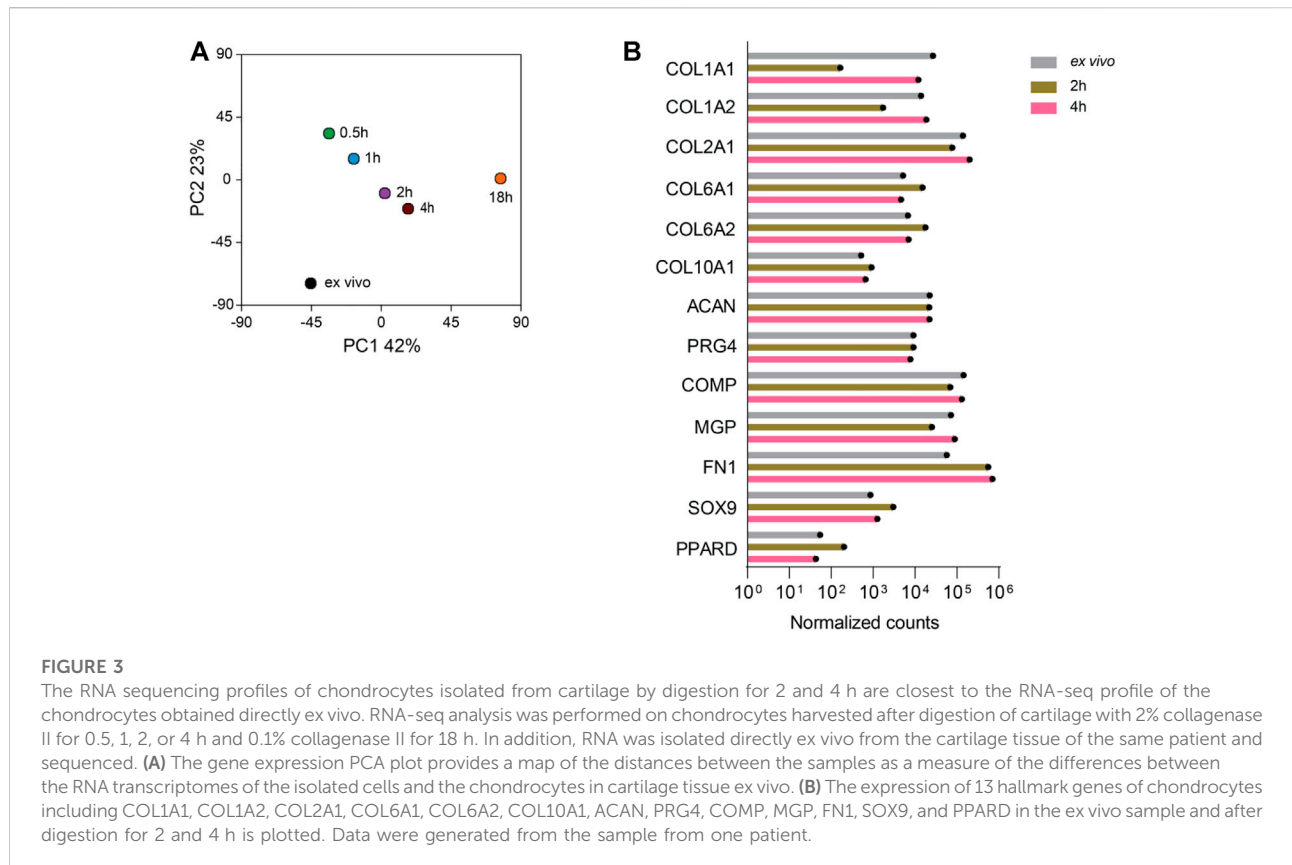 A
90
45
0
-45
-90
PC2 23%
0.5h
1h
2h
4h
18h
ex vivo
-90
-45
0
45
90
PC1 42%
B
COL1A1
COL1A2
COL2A1
COL6A1
COL6A2
COL10A1
ACAN
PRG4
COMP
MGP
FN1
SOX9
PPARD
10⁰ 10¹ 10² 10³ 10⁴ 10⁵ 10⁶
Normalized counts
ex vivo
2h
4h
FIGURE 3
The RNA sequencing profiles of chondrocytes isolated from cartilage by digestion for 2 and 4 h are closest to the RNA-seq profile of the
chondrocytes obtained directly ex vivo. RNA-seq analysis was performed on chondrocytes harvested after digestion of cartilage with 2% collagenase
II for 0.5, 1, 2, or 4 h and 0.1% collagenase II for 18 h. In addition, RNA was isolated directly ex vivo from the cartilage tissue of the same patient and
sequenced. (A) The gene expression PCA plot provides a map of the distances between the samples as a measure of the differences between
the RNA transcriptomes of the isolated cells and the chondrocytes in cartilage tissue ex vivo. (B) The expression of 13 hallmark genes of chondrocytes
including COL1A1, COL1A2, COL2A1, COL6A1, COL6A2, COL10A1, ACAN, PRG4, COMP, MGP, FN1, SOX9, and PPARD in the ex vivo sample and after
digestion for 2 and 4 h is plotted. Data were generated from the sample from one patient.